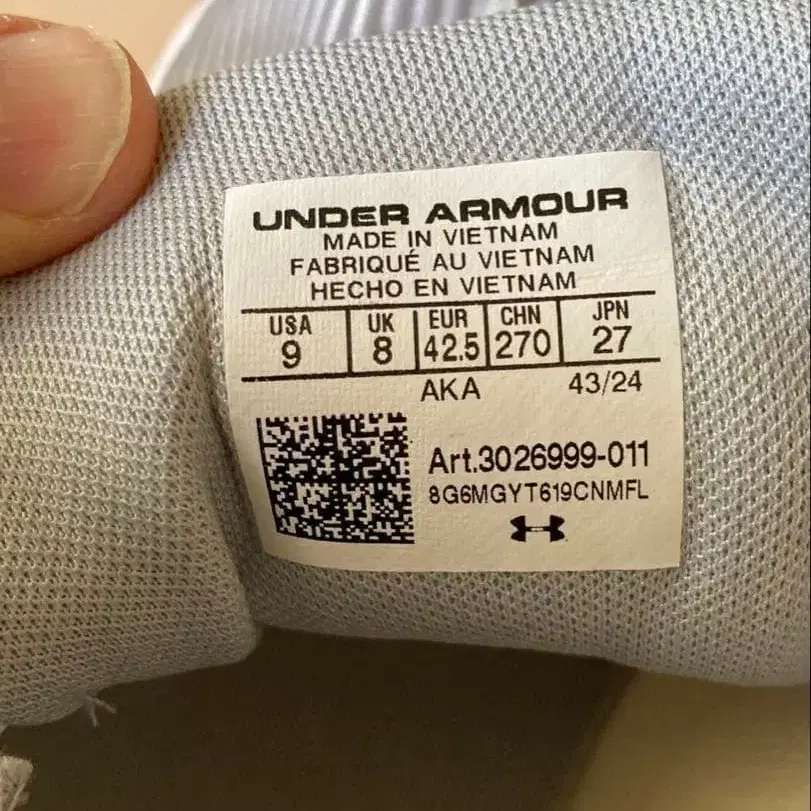 UNDER ARMOUR
MADE IN VIETNAM
FABRIQUÉ AU VIETNAM
HECHO EN VIETNAM
USA UK EUR CHN JPN
9 8 42.5 270 27
AKA 43/24
Art.3026999-011
8G6MGYT619CNMFL